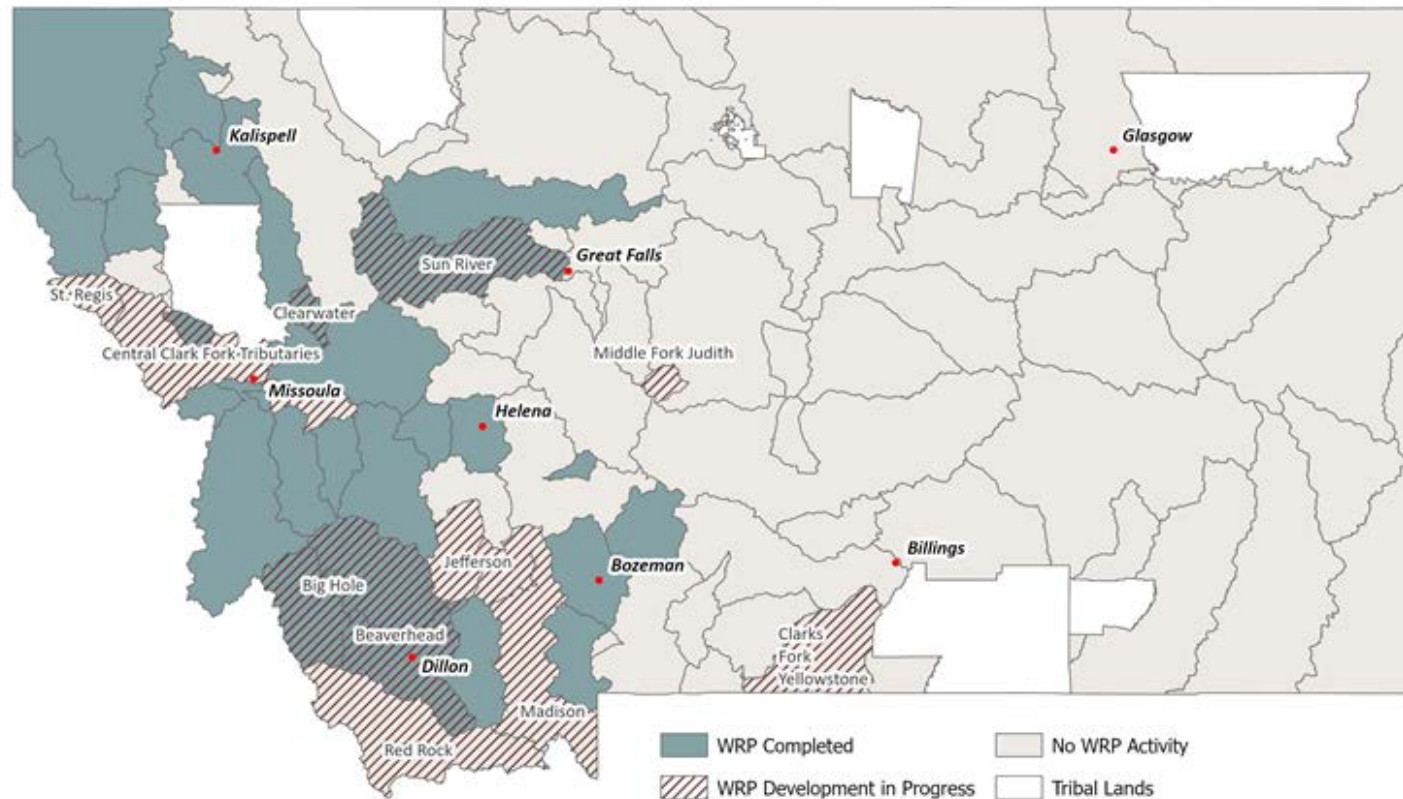 Kalispell
Glasgow
Great Falls
Sun River
St. Regis
Clearwater
Central Clark Fork Tributaries
Middle Fork Judith
Missoula
Helena
Jefferson
Billings
Bozeman
Big Hole
Beaverhead
Dillon
Clarks
Fork
Yellowstone
Madison
Red Rock
WRP Completed
No WRP Activity
WRP Development in Progress
Tribal Lands